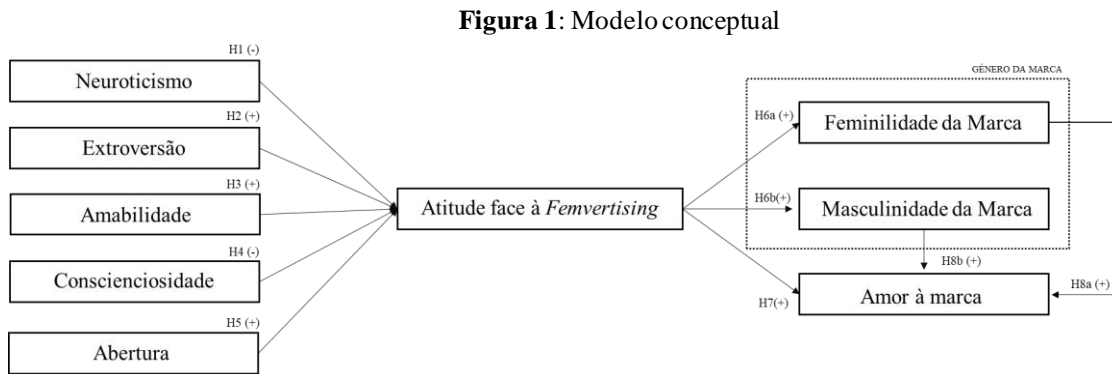 Figura 1: Modelo conceptual
H1 (-)
Neuroticismo
H2 (+)
Extroversão
H3 (+)
Amabilidade
H4 (-)
Conscienciosidade
H5 (+)
Abertura
Atitude face à Femvertising
GÉNERO DA MARCA
H6a (+)
Feminilidade da Marca
H6b(+)
Masculinidade da Marca
H8b (+)
H7(+)
Amor à marca
H8a (+)